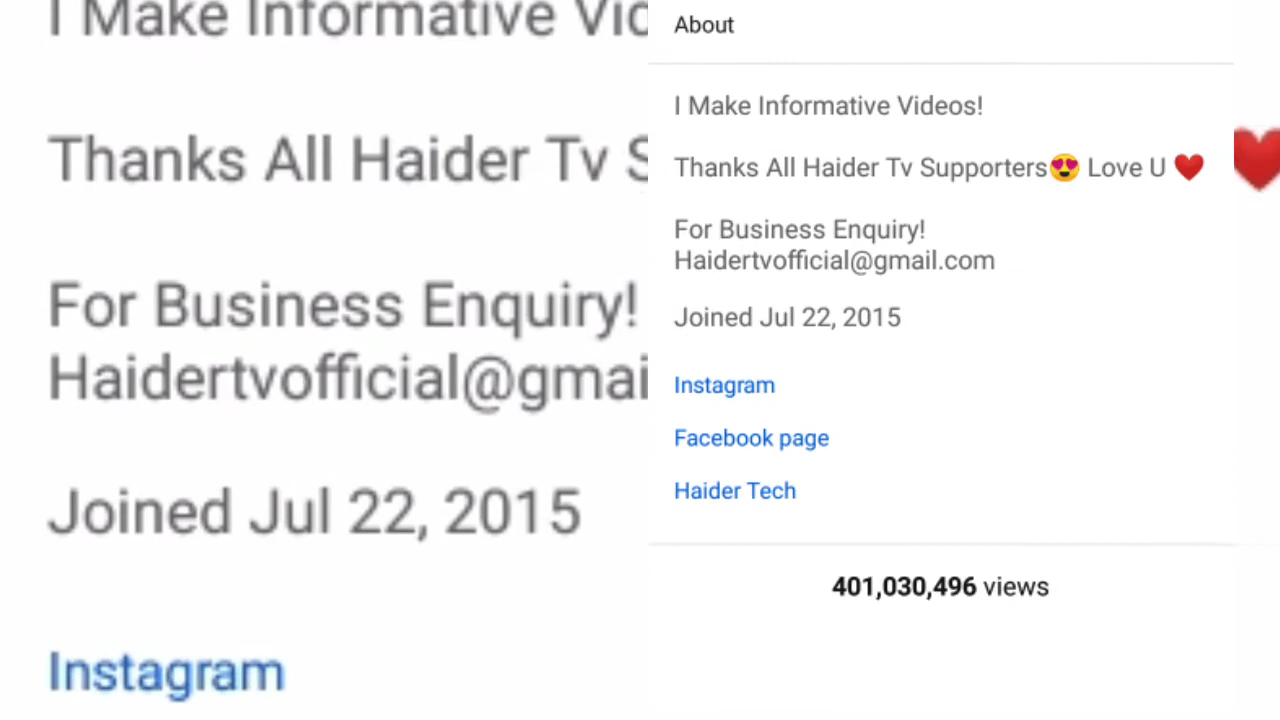 I Make Informative Vid
Thanks All Haider Tv S
For Business Enquiry!
Haidertvofficial@gmai
Joined Jul 22, 2015
Instagram
About
I Make Informative Videos!
Thanks All Haider Tv Supporters😍 Love U ❤️
For Business Enquiry!
Haidertvofficial@gmail.com
Joined Jul 22, 2015
Instagram
Facebook page
Haider Tech
401,030,496 views